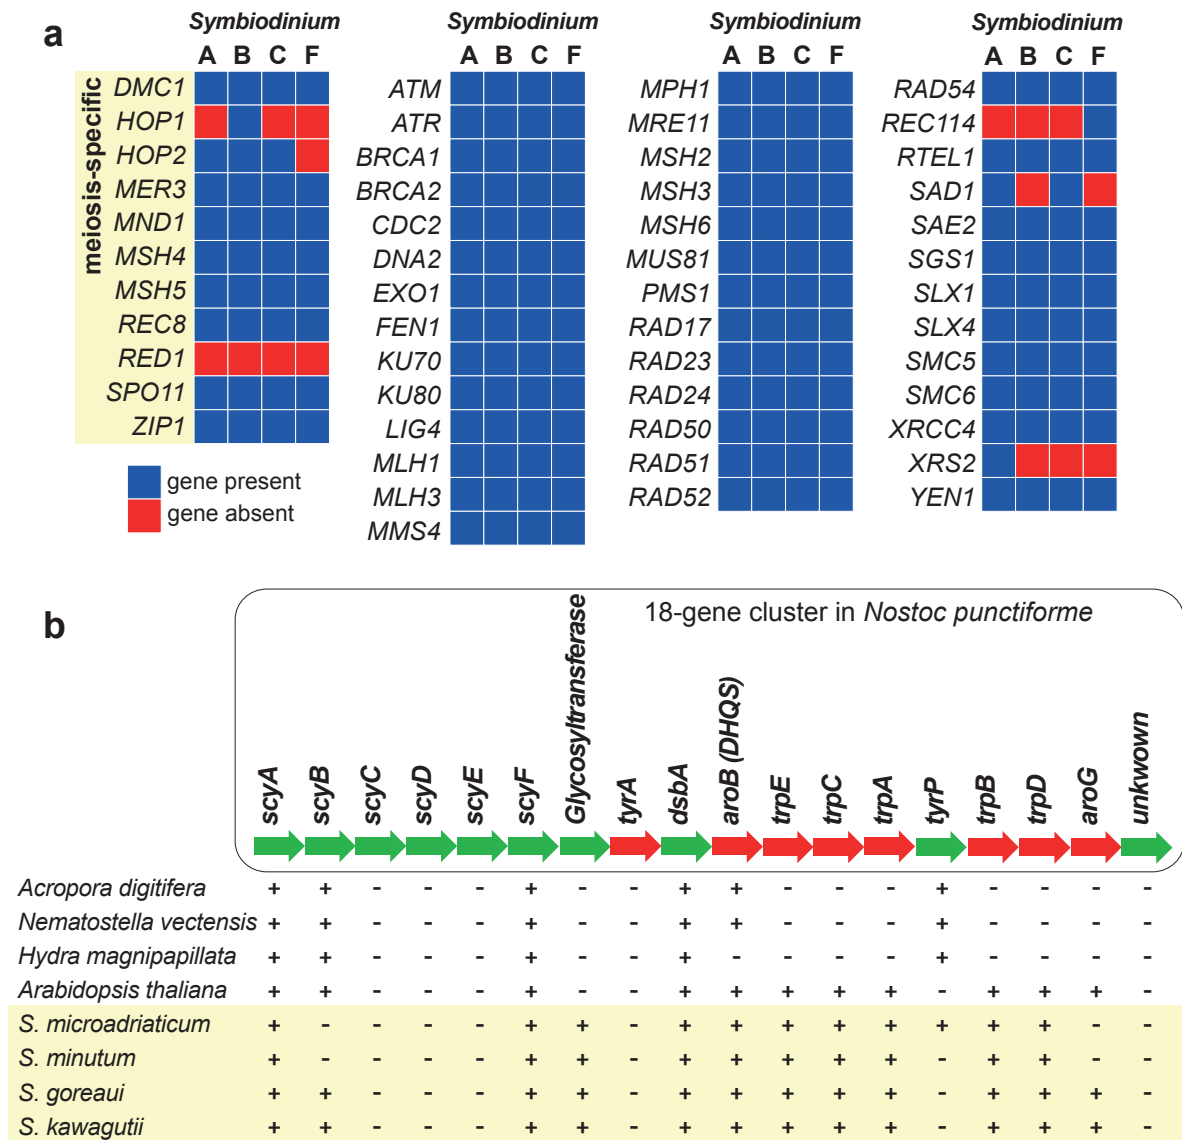 a
Symbiodinium Symbiodinium Symbiodinium Symbiodinium
A B C F A B C F A B C F A B C F
meiosis-specific
DMC1 ATM MPH1 RAD54
HOP1 ATR MRE11 REC114
HOP2 BRCA1 MSH2 RTEL1
MER3 BRCA2 MSH3 SAD1
MND1 CDC2 MSH6 SAE2
MSH4 DNA2 MUS81 SGS1
MSH5 EXO1 PMS1 SLX1
REC8 FEN1 RAD17 SLX4
RED1 KU70 RAD23 SMC5
SPO11 KU80 RAD24 SMC6
ZIP1 LIG4 RAD50 XRCC4
gene present MLH1 RAD51 XRS2
gene absent MLH3 RAD52 YEN1
MMS4
b
18-gene cluster in Nostoc punctiforme
scyA scyB scyC scyD scyE scyF Glycosyltransferase tyrA dsbA aroB (DHQS) trpE trpC trpA tyrP trpB trpD aroG unkwown
Acropora digitifera + + - - - + - - + + - - - + - - - -
Nematostella vectensis + + - - - + - - + + - - - + - - - -
Hydra magnipapillata + + - - - + - - + - - - - + - - - -
Arabidopsis thaliana + + - - - + - - + + + + + - + + + -
S. microadriaticum + - - - - + + - + + + + + + + + - -
S. minutum + - - - - + + - + + + + + - + + - -
S. goreaui + + - - - + + - + + + + + - + + + -
S. kawagutii + + - - - + + - + + + + + - + + + -